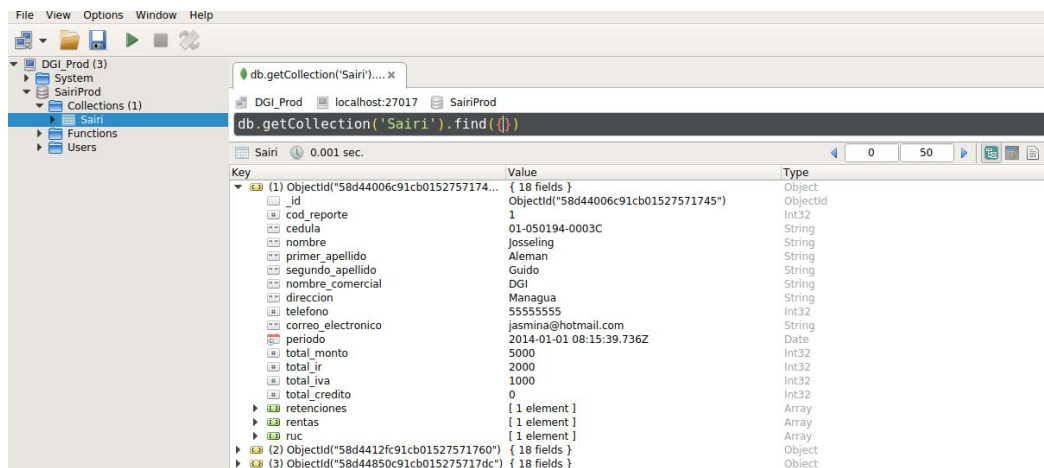 File View Options Window Help
DGI_Prod (3)
System
SairiProd
Collections (1)
Sairi
Functions
Users
db.getCollection('Sairi')....
DGI_Prod localhost:27017 SairiProd
db.getCollection('Sairi').find({})
Sairi 0.001 sec. 0 50
Key Value Type
(1) ObjectId("58d44006c91cb0152757174... { 18 fields } Object
_id ObjectId("58d44006c91cb01527571745") ObjectId
cod_reporte 1 Int32
cedula 01-050194-0003C String
nombre Josseling String
primer_apellido Aleman String
segundo_apellido Guido String
nombre_comercial DGI String
direccion Managua String
telefono 55555555 Int32
correo_electronico jasmina@hotmail.com String
periodo 2014-01-01 08:15:39.736Z Date
total_monto 5000 Int32
total_ir 2000 Int32
total_iva 1000 Int32
total_credito 0 Int32
retenciones [ 1 element ] Array
rentas [ 1 element ] Array
ruc [ 1 element ] Array
(2) ObjectId("58d4412fc91cb01527571760") { 18 fields } Object
(3) ObjectId("58d44850c91cb015275717dc") { 18 fields } Object